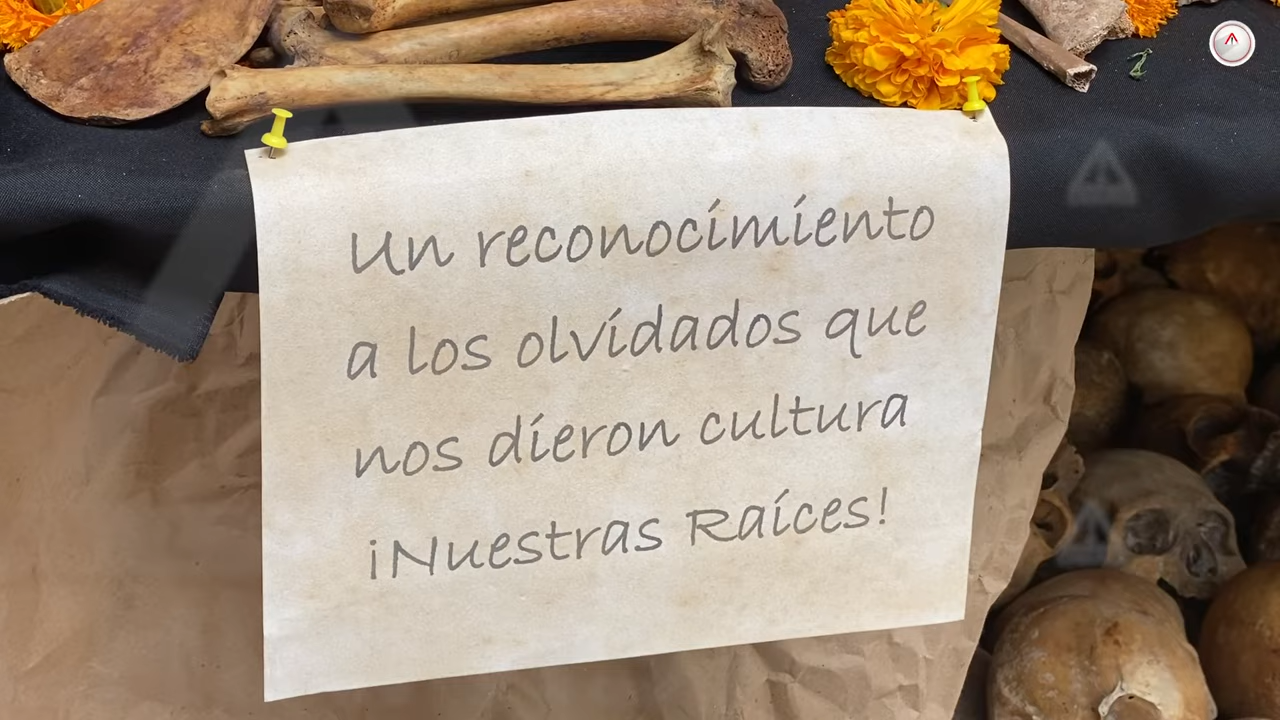 Un reconocimiento
a los olvidados que
nos dieron cultura
¡Nuestras Raíces!